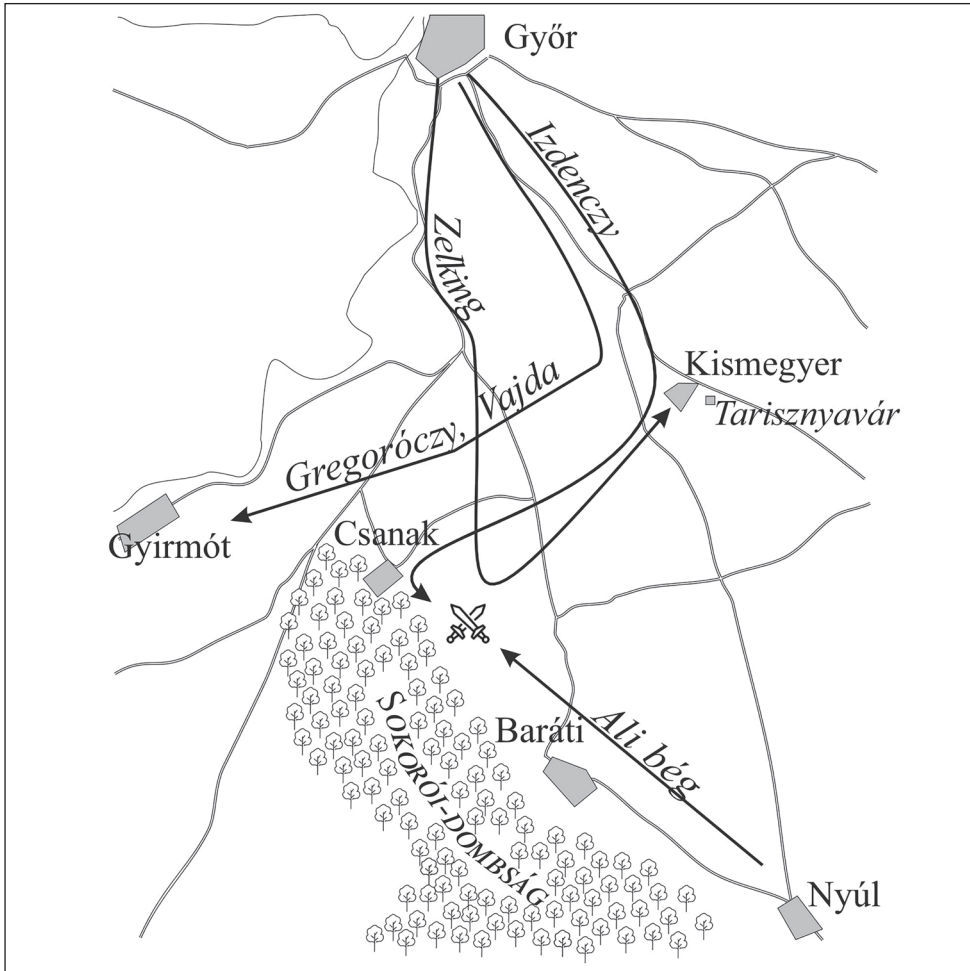 Győr
Izdenczy
Zelking
Kismegyer
Tarisznyavár
Gregoróczy, Vajda
Csanak
Gyirmót
SOKORÓI-DOMBSÁG
Baráti
Ali bég
Nyúl